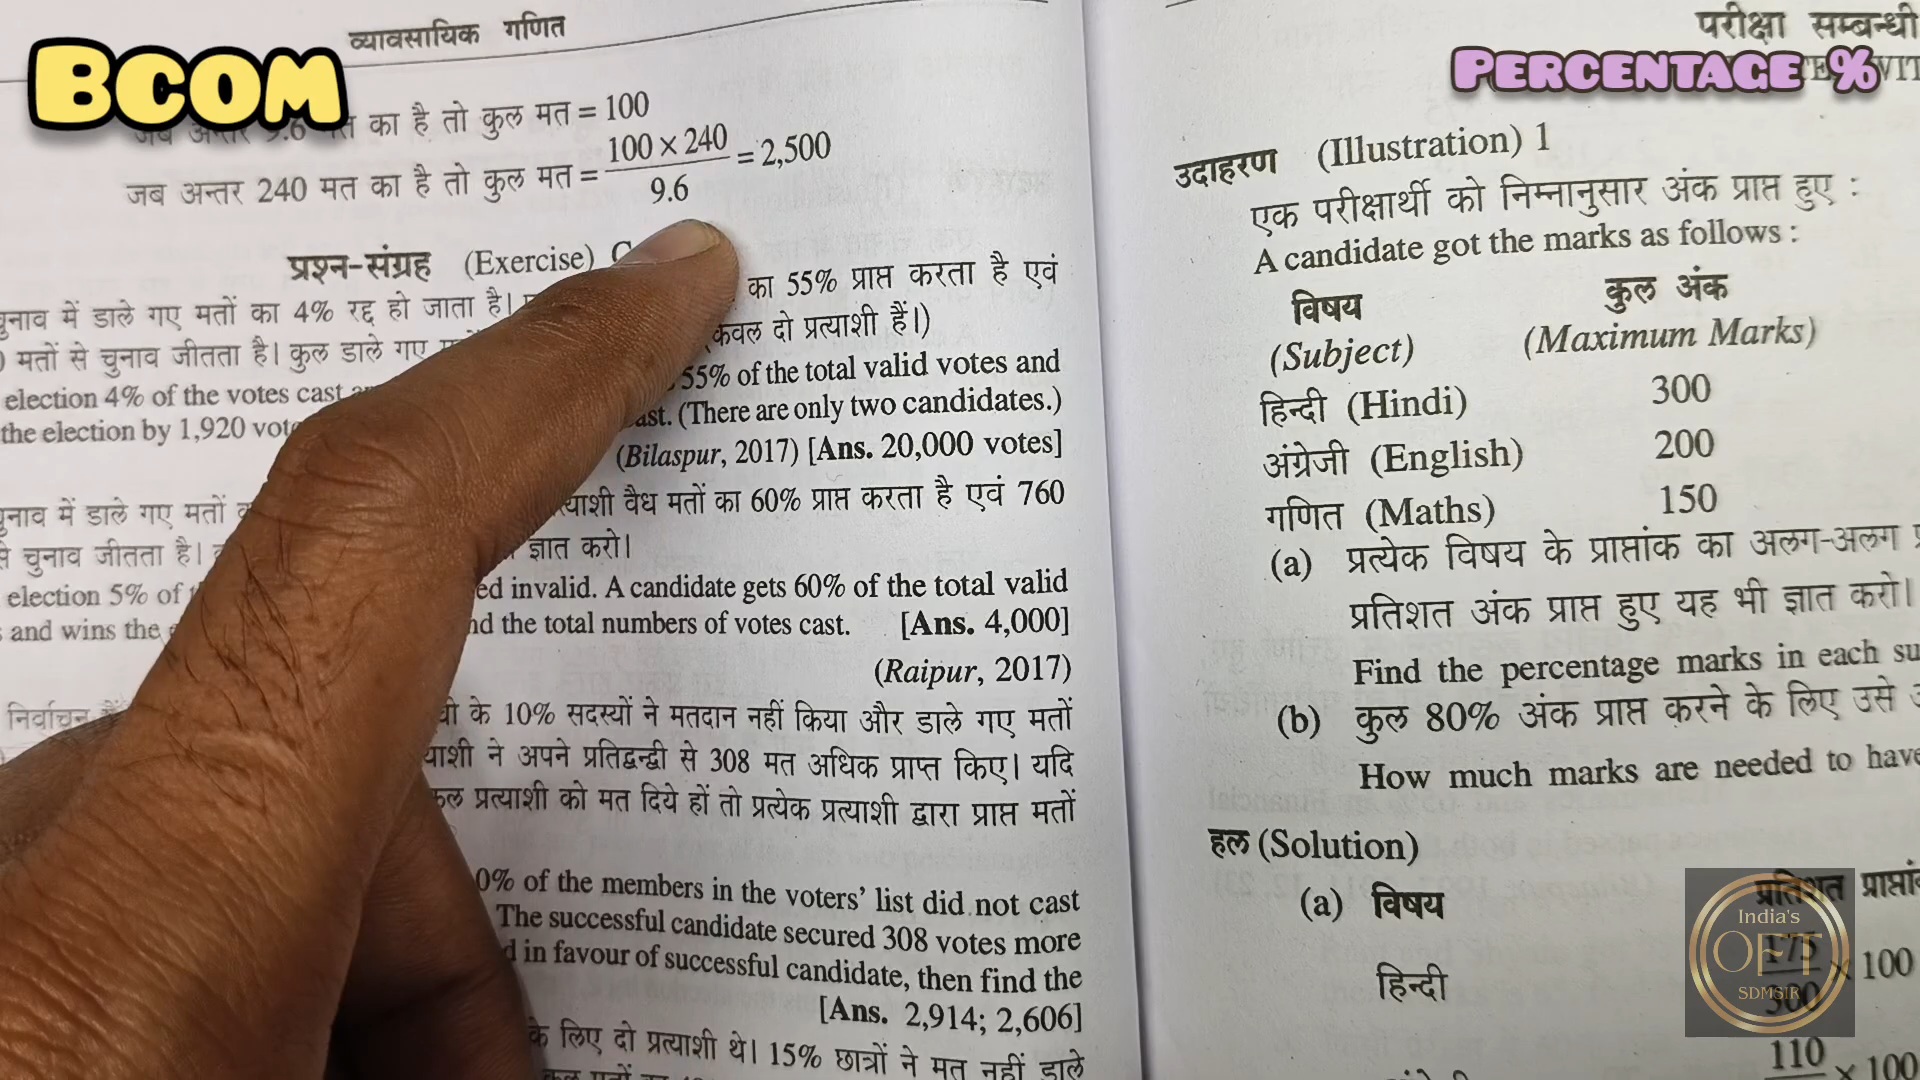 व्यावसायिक गणित
BCOM
का है तो कुल मत = 100
जब अन्तर 240 मत का है तो कुल मत = 100 × 240 / 9.6 = 2,500
प्रश्न-संग्रह (Exercise)
चुनाव में डाले गए मतों का 4% रद्द हो जाता है।
का 55% प्राप्त करता है एवं
मतों से चुनाव जीतता है। कुल डाले गए
केवल दो प्रत्याशी हैं।)
election 4% of the votes cast
55% of the total valid votes and
the election by 1,920
(There are only two candidates.)
(Bilaspur, 2017) [Ans. 20,000 votes]
चुनाव में डाले गए मतों
वैध मतों का 60% प्राप्त करता है एवं 760
से चुनाव जीतता है।
ज्ञात करो।
election 5% of
invalid. A candidate gets 60% of the total valid
and wins the
the total numbers of votes cast. [Ans. 4,000]
(Raipur, 2017)
निर्वाचन
के 10% सदस्यों ने मतदान नहीं किया और डाले गए मतों
ने अपने प्रतिद्वन्द्वी से 308 मत अधिक प्राप्त किए। यदि
प्रत्याशी को मत दिये हों तो प्रत्येक प्रत्याशी द्वारा प्राप्त मतों
0% of the members in the voters' list did not cast
The successful candidate secured 308 votes more
in favour of successful candidate, then find the
[Ans. 2,914; 2,606]
के लिए दो प्रत्याशी थे। 15% छात्रों ने मत नहीं डाले
परीक्षा सम्बन्धी
PERCENTAGE %
उदाहरण (Illustration) 1
एक परीक्षार्थी को निम्नानुसार अंक प्राप्त हुए :
A candidate got the marks as follows :
विषय कुल अंक
(Subject) (Maximum Marks)
हिन्दी (Hindi) 300
अंग्रेजी (English) 200
गणित (Maths) 150
(a) प्रत्येक विषय के प्राप्तांक का अलग-अलग
प्रतिशत अंक प्राप्त हुए यह भी ज्ञात करो।
Find the percentage marks in each
(b) कुल 80% अंक प्राप्त करने के लिए उसे
How much marks are needed to have
हल (Solution)
(a) विषय प्रतिशत
हिन्दी 175 / 300 × 100
110 × 100
India's
OFT
SDMSIR